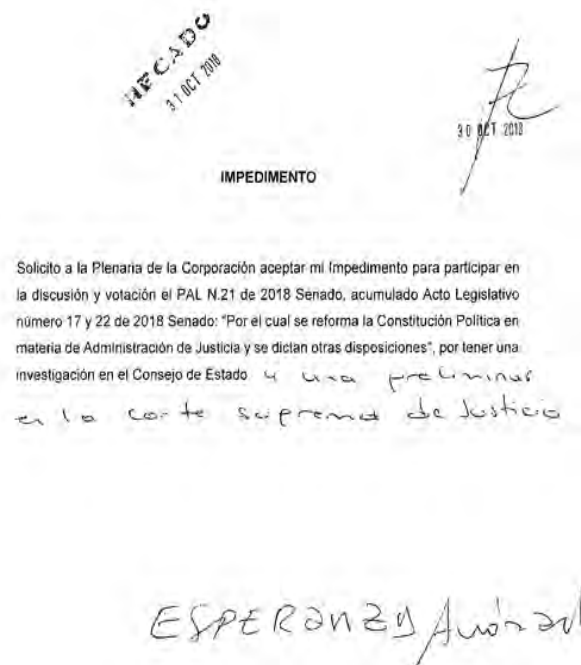 NEGADO
31 OCT 2018
30 OCT 2018
IMPEDIMENTO
Solicito a la Plenaria de la Corporación aceptar mi Impedimento para participar en
la discusión y votación el PAL N.21 de 2018 Senado, acumulado Acto Legislativo
número 17 y 22 de 2018 Senado: "Por el cual se reforma la Constitución Política en
materia de Administración de Justicia y se dictan otras disposiciones", por tener una
investigación en el Consejo de Estado y una preliminar
en la corte suprema de Justicia
ESPERANZA